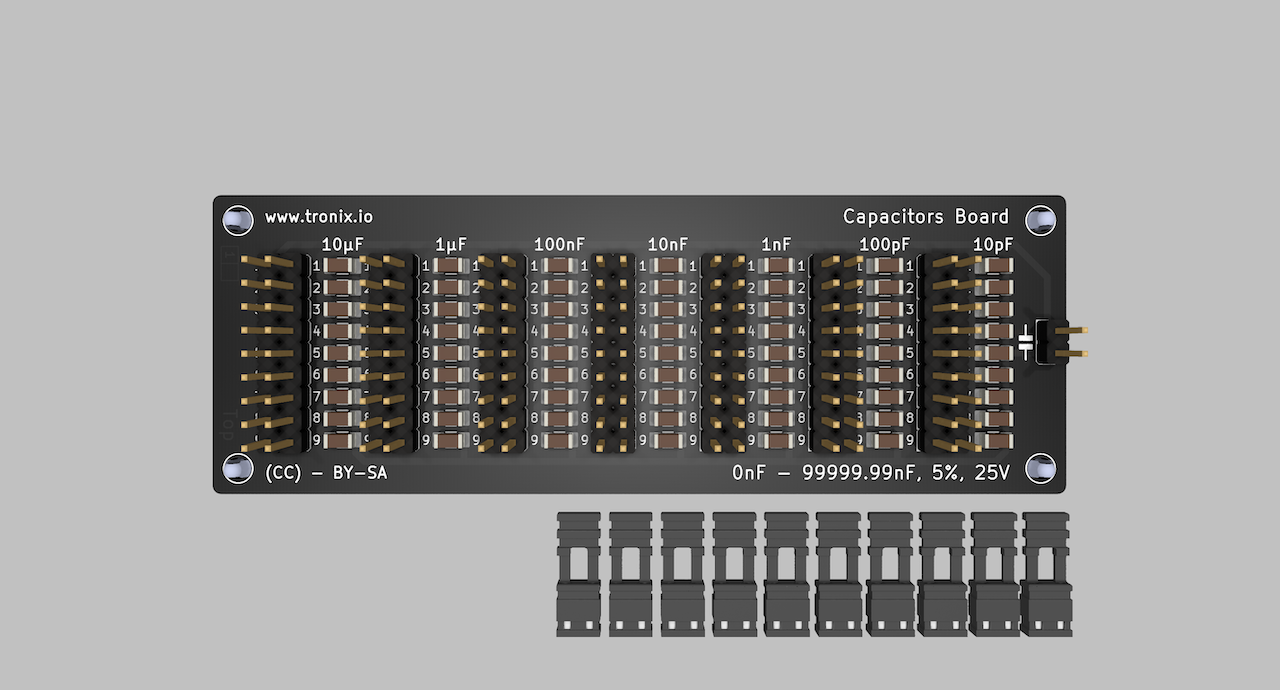 www.tronix.io
Capacitors Board
10µF 1µF 100nF 10nF 1nF 100pF 10pF
1 1 1 1 1 1 1 1 1 1 1 1
2 2 2 2 2 2 2 2 2 2 2 2
3 3 3 3 3 3 3 3 3 3 3 3
4 4 4 4 4 4 4 4 4 4 4 4
5 5 5 5 5 5 5 5 5 5 5 5
6 6 6 6 6 6 6 6 6 6 6 6
7 7 7 7 7 7 7 7 7 7 7 7
8 8 8 8 8 8 8 8 8 8 8 8
9 9 9 9 9 9 9 9 9 9 9 9
Top
(CC) – BY–SA
0nF – 99999.99nF, 5%, 25V